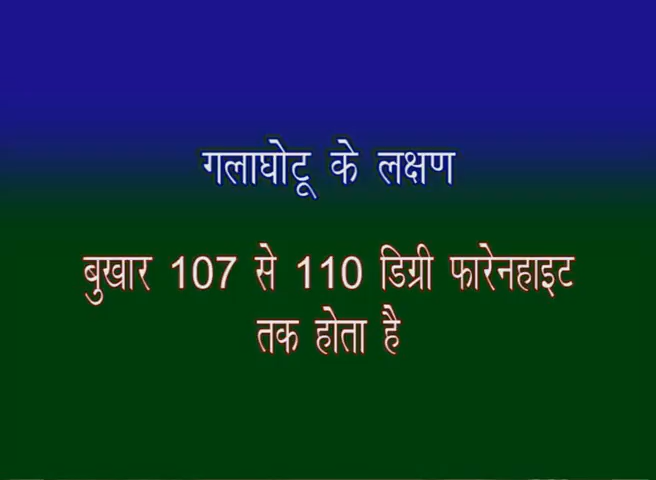 गलाघोटू के लक्षण
बुखार 107 से 110 डिग्री फारेनहाइट
तक होता है